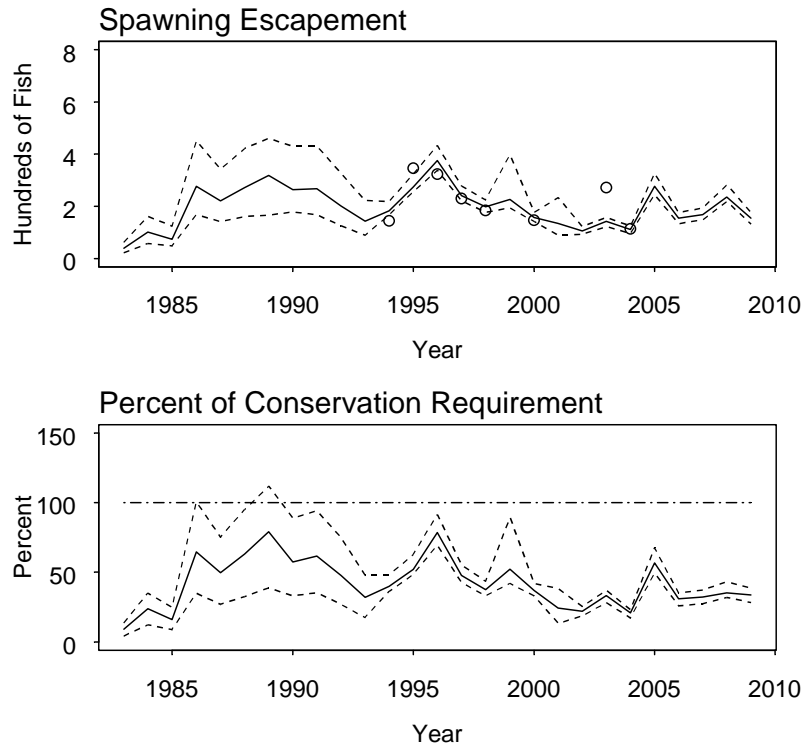 Spawning Escapement
Hundreds of Fish
8
6
4
2
0
1985 1990 1995 2000 2005 2010
Year
Percent of Conservation Requirement
Percent
150
100
50
0
1985 1990 1995 2000 2005 2010
Year